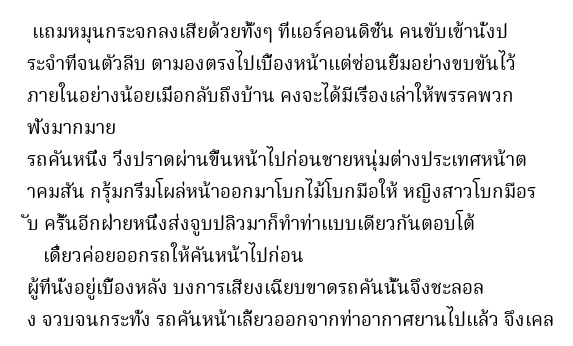 แถมหมุนกระจกลงเสียด้วยทั้งๆ ที่แอร์คอนดิชั่น คนขับเข้านั่งป
ระจำที่จนตัวลีบ ตามองตรงไปเบื้องหน้าแต่ซ่อนยิ้มอย่างขบขันไว้
ภายในอย่างน้อยเมื่อกลับถึงบ้าน คงจะได้มีเรื่องเล่าให้พรรคพวก
ฟังมากมาย
รถคันหนึ่ง วิ่งปราดผ่านขึ้นหน้าไปก่อนชายหนุ่มต่างประเทศหน้าต
าคมสัน กรุ้มกริ่มโผล่หน้าออกมาโบกไม้โบกมือให้ หญิงสาวโบกมือร
ับ ครั้นอีกฝ่ายหนึ่งส่งจูบปลิวมาก็ทำท่าแบบเดียวกันตอบโต้
เดี๋ยวค่อยออกรถให้คันหน้าไปก่อน
ผู้ที่นั่งอยู่เบื้องหลัง บงการเสียงเฉียบขาดรถคันนั้นจึงชะลอล
ง จวบจนกระทั่ง รถคันหน้าเลี้ยวออกจากท่าอากาศยานไปแล้ว จึงเคล